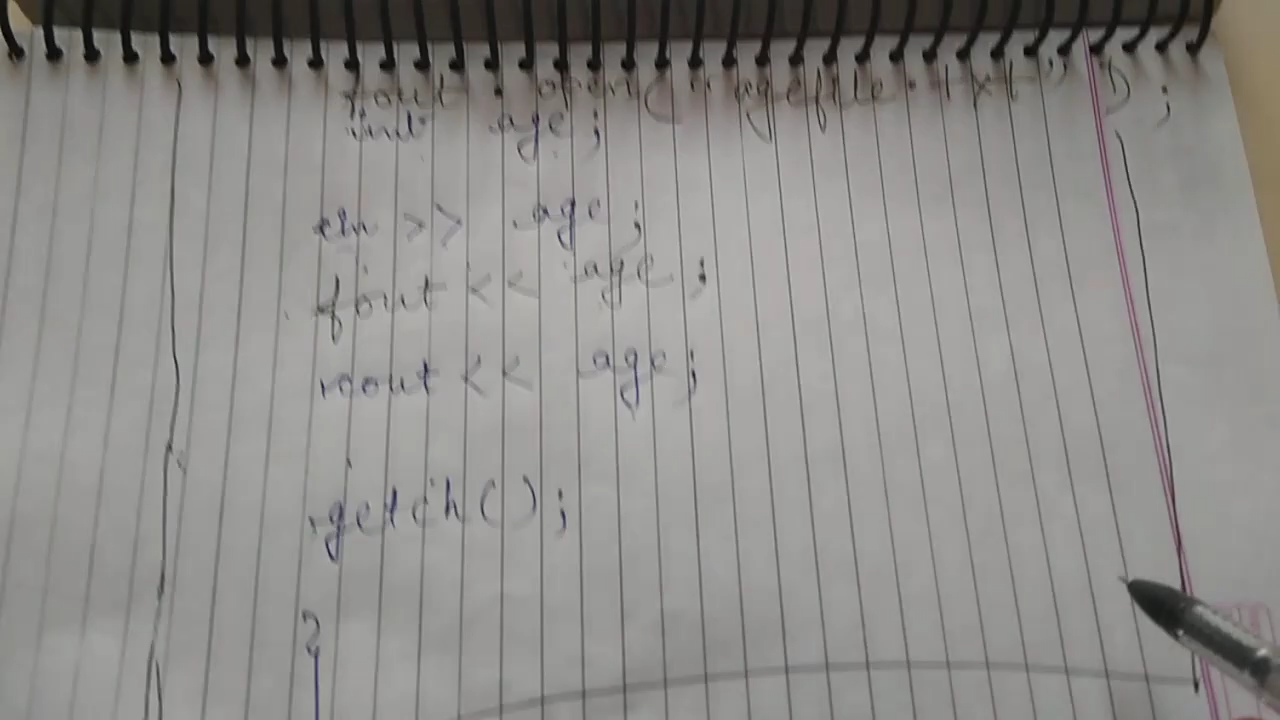 fout . open( "agefile.txt" );
int age;
cin >> age;
fout << age;
cout << age;
getch();
}